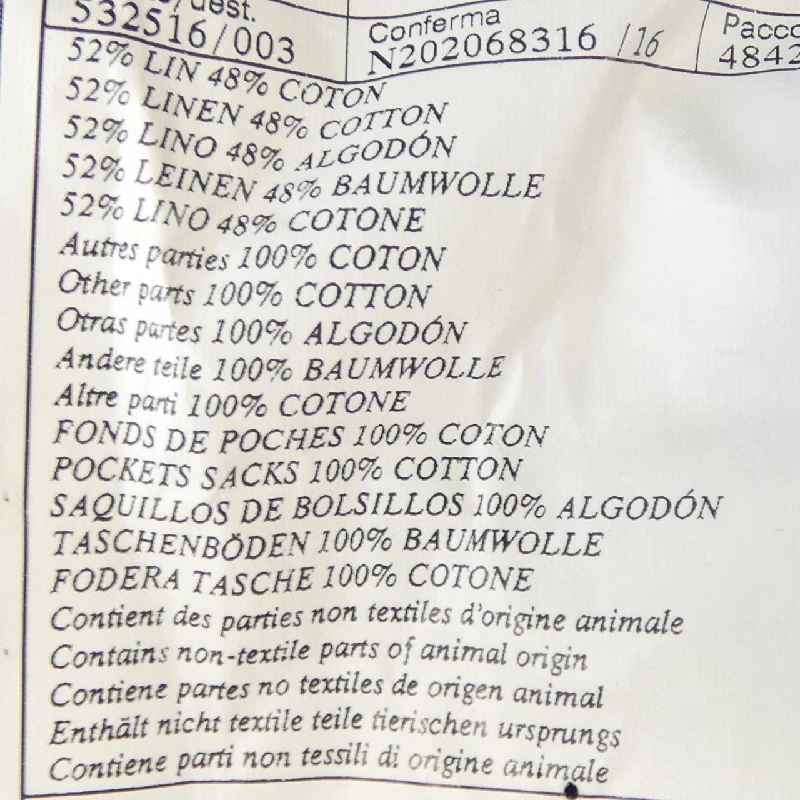 dest.
532516/003
Conferma
N202068316 /16
Pacco
4842
52% LIN 48% COTON
52% LINEN 48% COTTON
52% LINO 48% ALGODÓN
52% LEINEN 48% BAUMWOLLE
52% LINO 48% COTONE
Autres parties 100% COTON
Other parts 100% COTTON
Otras partes 100% ALGODÓN
Andere teile 100% BAUMWOLLE
Altre parti 100% COTONE
FONDS DE POCHES 100% COTON
POCKETS SACKS 100% COTTON
SAQUILLOS DE BOLSILLOS 100% ALGODÓN
TASCHENBÖDEN 100% BAUMWOLLE
FODERA TASCHE 100% COTONE
Contient des parties non textiles d'origine animale
Contains non-textile parts of animal origin
Contiene partes no textiles de origen animal
Enthält nicht textile teile tierischen ursprungs
Contiene parti non tessili di origine animale